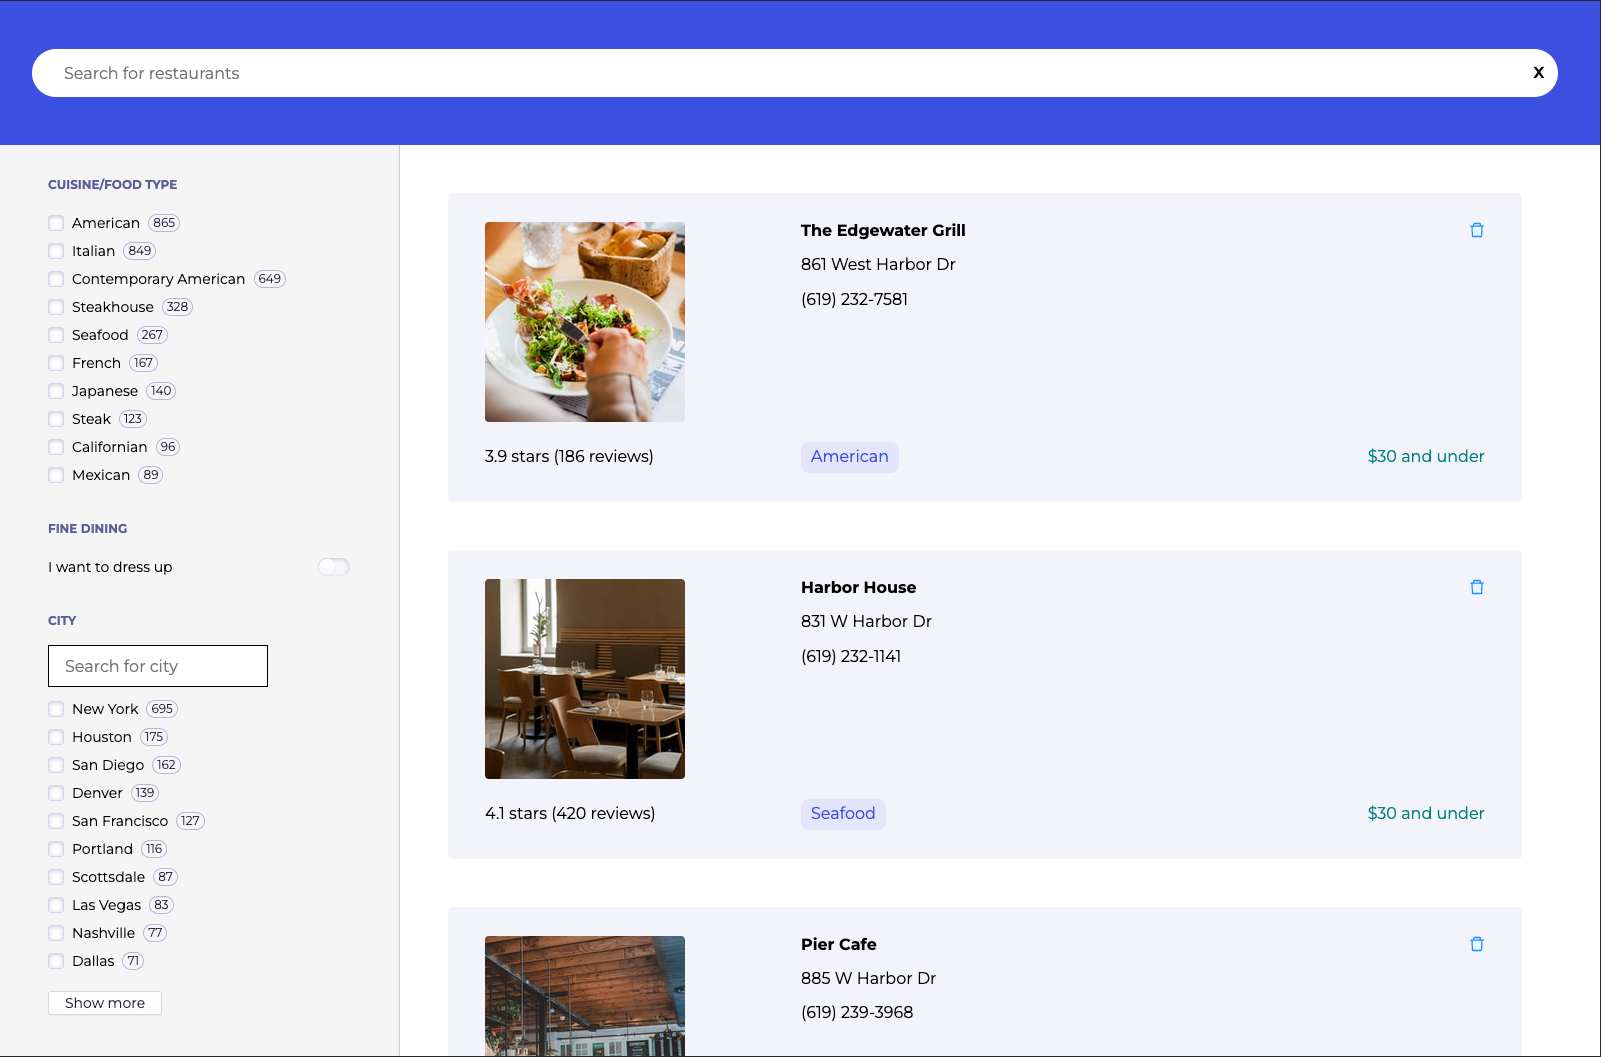 Search for restaurants
X
CUISINE/FOOD TYPE
American 865
Italian 849
Contemporary American 649
Steakhouse 328
Seafood 267
French 167
Japanese 140
Steak 123
Californian 96
Mexican 89
FINE DINING
I want to dress up
CITY
Search for city
New York 695
Houston 175
San Diego 162
Denver 139
San Francisco 127
Portland 116
Scottsdale 87
Las Vegas 83
Nashville 77
Dallas 71
Show more
The Edgewater Grill
861 West Harbor Dr
(619) 232-7581
3.9 stars (186 reviews)
American
$30 and under
Harbor House
831 W Harbor Dr
(619) 232-1141
4.1 stars (420 reviews)
Seafood
$30 and under
Pier Cafe
885 W Harbor Dr
(619) 239-3968